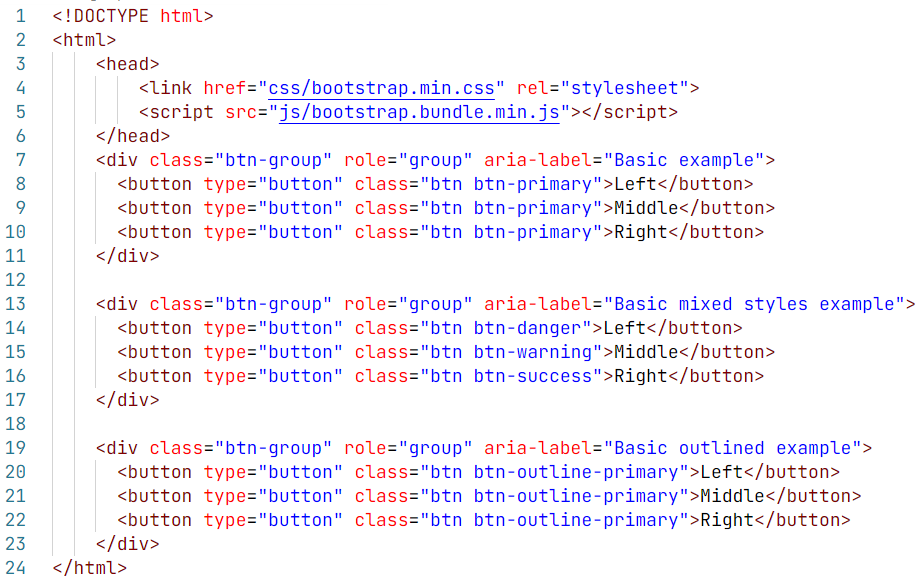 1 <!DOCTYPE html>
2 <html>
3     <head>
4         <link href="css/bootstrap.min.css" rel="stylesheet">
5         <script src="js/bootstrap.bundle.min.js"></script>
6     </head>
7     <div class="btn-group" role="group" aria-label="Basic example">
8       <button type="button" class="btn btn-primary">Left</button>
9       <button type="button" class="btn btn-primary">Middle</button>
10       <button type="button" class="btn btn-primary">Right</button>
11     </div>
12
13     <div class="btn-group" role="group" aria-label="Basic mixed styles example">
14       <button type="button" class="btn btn-danger">Left</button>
15       <button type="button" class="btn btn-warning">Middle</button>
16       <button type="button" class="btn btn-success">Right</button>
17     </div>
18
19     <div class="btn-group" role="group" aria-label="Basic outlined example">
20       <button type="button" class="btn btn-outline-primary">Left</button>
21       <button type="button" class="btn btn-outline-primary">Middle</button>
22       <button type="button" class="btn btn-outline-primary">Right</button>
23     </div>
24 </html>